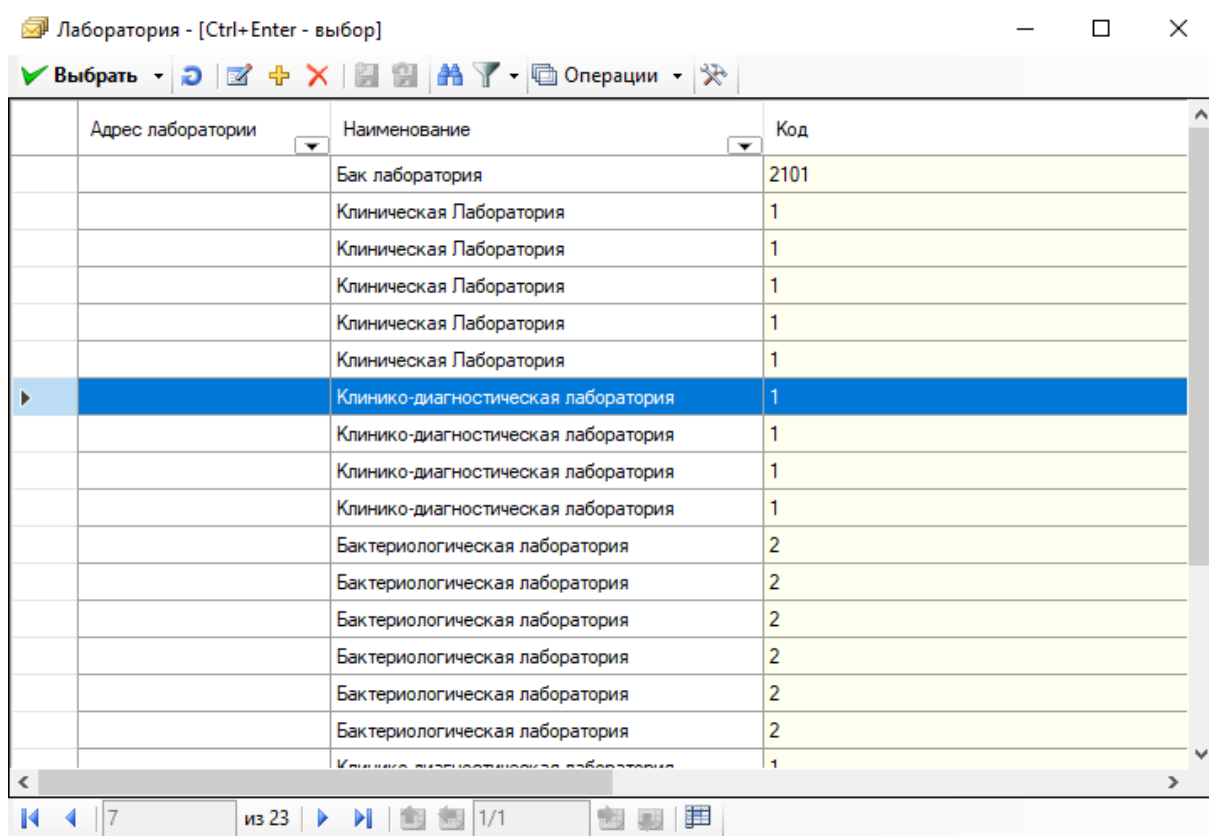 Лаборатория - [Ctrl+Enter - выбор]
Выбрать Операции
Адрес лаборатории Наименование Код
Бак лаборатория 2101
Клиническая Лаборатория 1
Клиническая Лаборатория 1
Клиническая Лаборатория 1
Клиническая Лаборатория 1
Клиническая Лаборатория 1
Клинико-диагностическая лаборатория 1
Клинико-диагностическая лаборатория 1
Клинико-диагностическая лаборатория 1
Клинико-диагностическая лаборатория 1
Бактериологическая лаборатория 2
Бактериологическая лаборатория 2
Бактериологическая лаборатория 2
Бактериологическая лаборатория 2
Бактериологическая лаборатория 2
Бактериологическая лаборатория 2
Клинико-диагностическая лаборатория 1
7 из 23 1/1